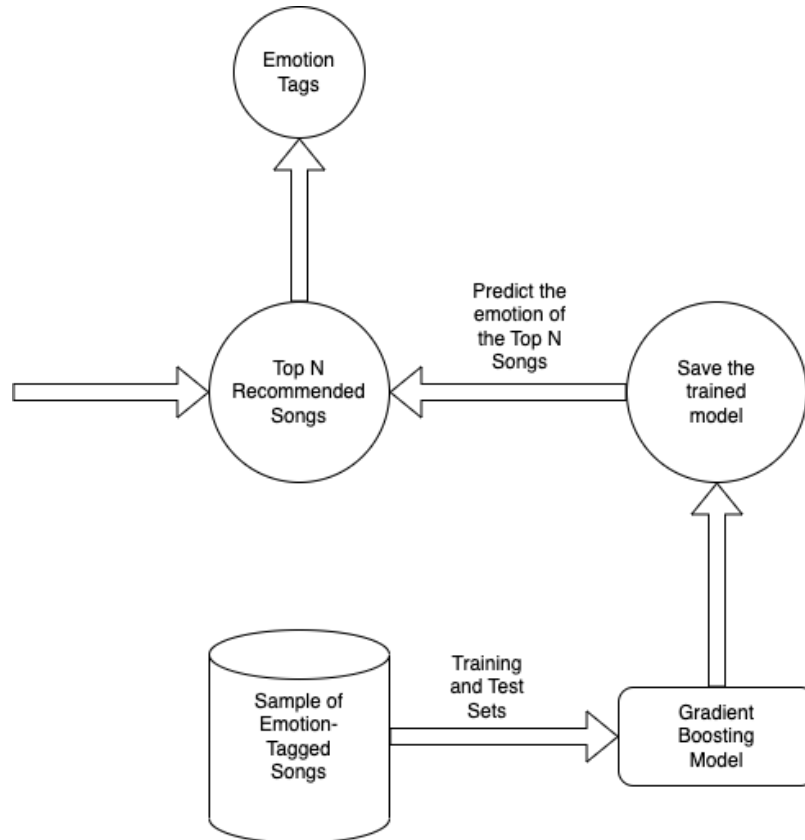 Emotion
Tags
Predict the
emotion of
the Top N
Songs
Top N
Recommended
Songs
Save the
trained
model
Training
and Test
Sets
Sample of
Emotion-
Tagged
Songs
Gradient
Boosting
Model